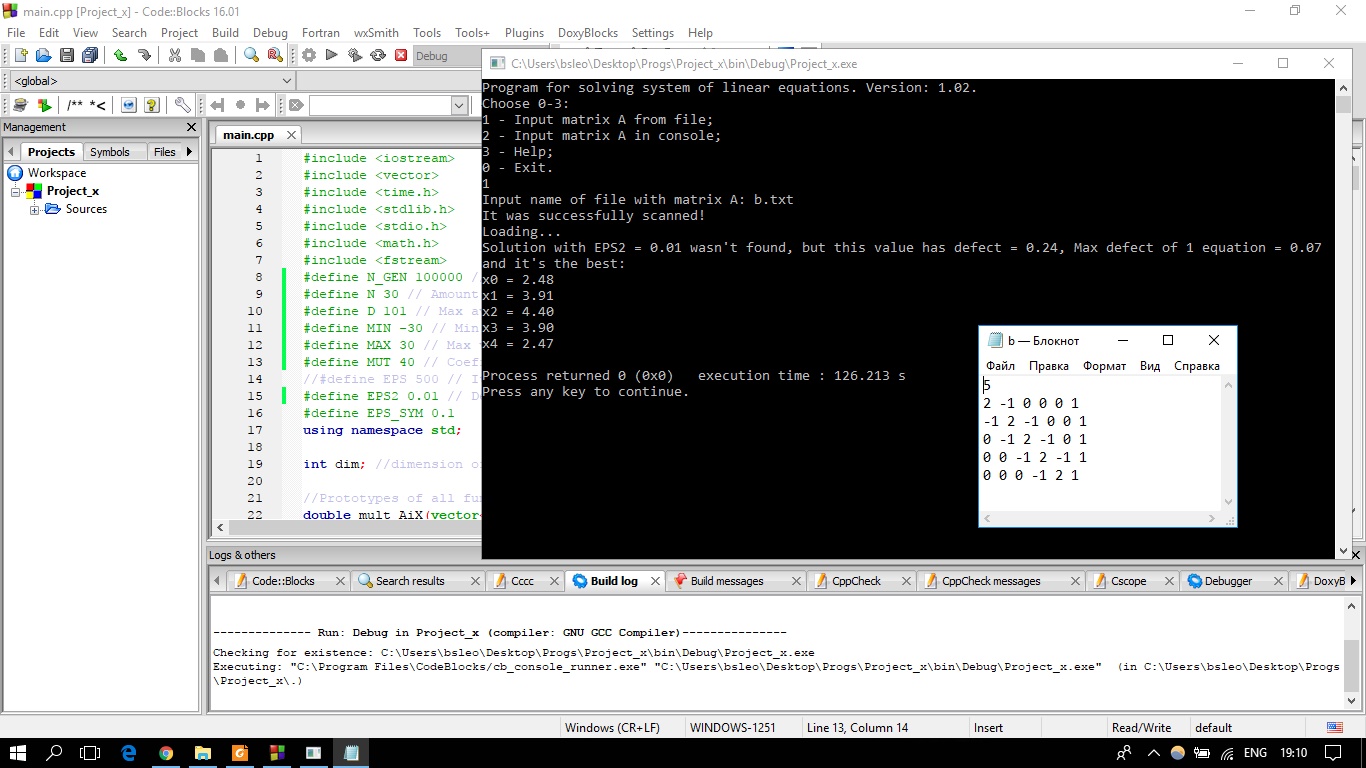 main.cpp [Project_x] - Code::Blocks 16.01
File Edit View Search Project Build Debug Fortran wxSmith Tools Tools+ Plugins DoxyBlocks Settings Help
Debug
<global>
/** *<
Management
Projects Symbols Files
Workspace
Project_x
Sources
main.cpp
1 #include <iostream>
2 #include <vector>
3 #include <time.h>
4 #include <stdlib.h>
5 #include <stdio.h>
6 #include <math.h>
7 #include <fstream>
8 #define N_GEN 100000 /
9 #define N 30 // Amount
10 #define D 101 // Max a
11 #define MIN -30 // Min
12 #define MAX 30 // Max
13 #define MUT 40 // Coef
14 //#define EPS 500 // I
15 #define EPS2 0.01 // D
16 #define EPS_SYM 0.1
17 using namespace std;
18
19 int dim; //dimension o
20
21 //Prototypes of all fu
22 double mult_AiX(vector
C:\Users\bsleo\Desktop\Progs\Project_x\bin\Debug\Project_x.exe
Program for solving system of linear equations. Version: 1.02.
Choose 0-3:
1 - Input matrix A from file;
2 - Input matrix A in console;
3 - Help;
0 - Exit.
1
Input name of file with matrix A: b.txt
It was successfully scanned!
Loading...
Solution with EPS2 = 0.01 wasn't found, but this value has defect = 0.24, Max defect of 1 equation = 0.07
and it's the best:
x0 = 2.48
x1 = 3.91
x2 = 4.40
x3 = 3.90
x4 = 2.47
Process returned 0 (0x0)   execution time : 126.213 s
Press any key to continue.
b — Блокнот
Файл Правка Формат Вид Справка
5
2 -1 0 0 0 1
-1 2 -1 0 0 1
0 -1 2 -1 0 1
0 0 -1 2 -1 1
0 0 0 -1 2 1
Logs & others
Code::Blocks Search results Cccc Build log Build messages CppCheck CppCheck messages Cscope Debugger DoxyB
-------------- Run: Debug in Project_x (compiler: GNU GCC Compiler)---------------
Checking for existence: C:\Users\bsleo\Desktop\Progs\Project_x\bin\Debug\Project_x.exe
Executing: "C:\Program Files\CodeBlocks/cb_console_runner.exe" "C:\Users\bsleo\Desktop\Progs\Project_x\bin\Debug\Project_x.exe"  (in C:\Users\bsleo\Desktop\Progs
\Project_x\.)
Windows (CR+LF) WINDOWS-1251 Line 13, Column 14 Insert Read/Write default
ENG 19:10